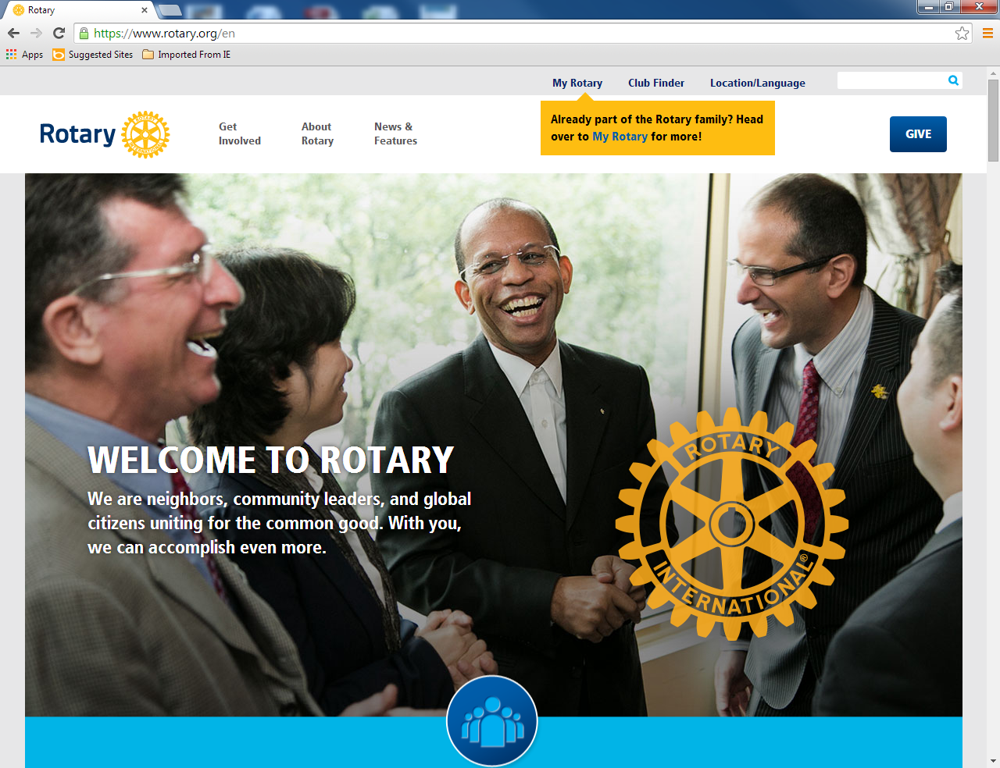 Rotary
https://www.rotary.org/en
Apps
Suggested Sites
Imported From IE
My Rotary
Club Finder
Location/Language
Rotary
ROTARY
INTERNATIONAL
Get
Involved
About
Rotary
News &
Features
Already part of the Rotary family? Head
over to My Rotary for more!
GIVE
WELCOME TO ROTARY
We are neighbors, community leaders, and global
citizens uniting for the common good. With you,
we can accomplish even more.
ROTARY
INTERNATIONAL®